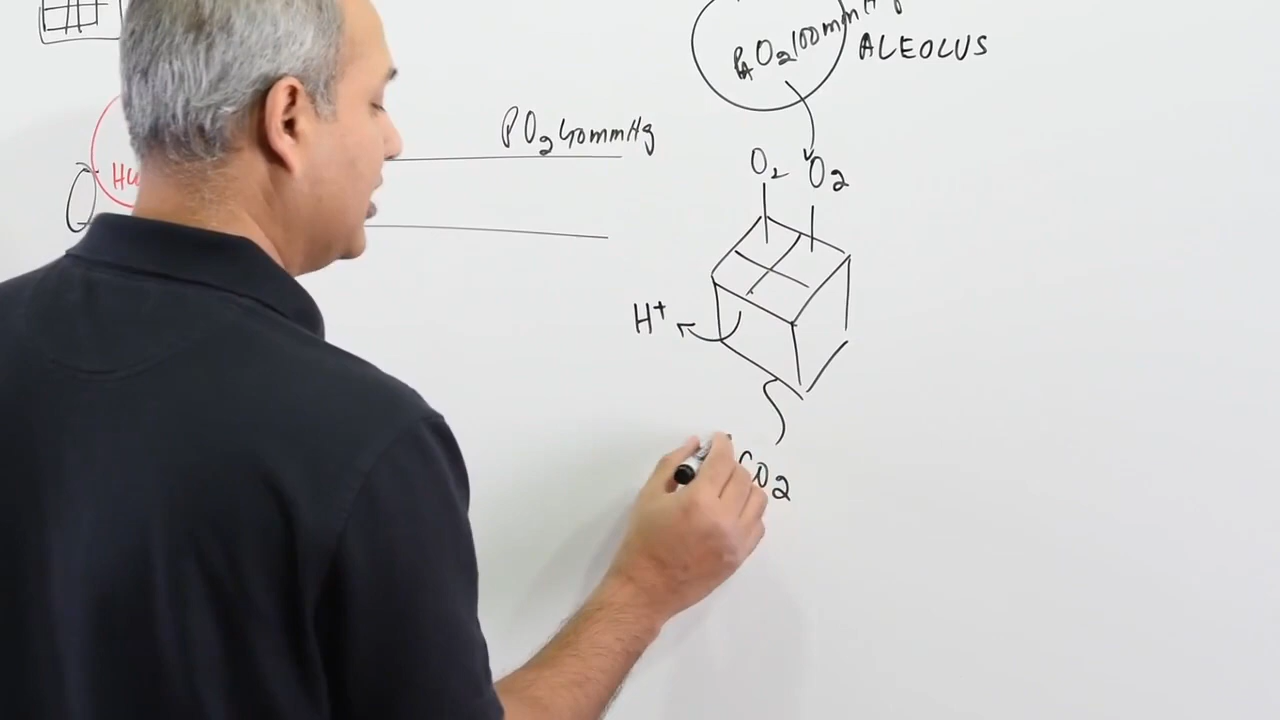 PAO2 100mmHg
ALEOLUS
PO2 40mmHg
O2 O2
H+
CO2